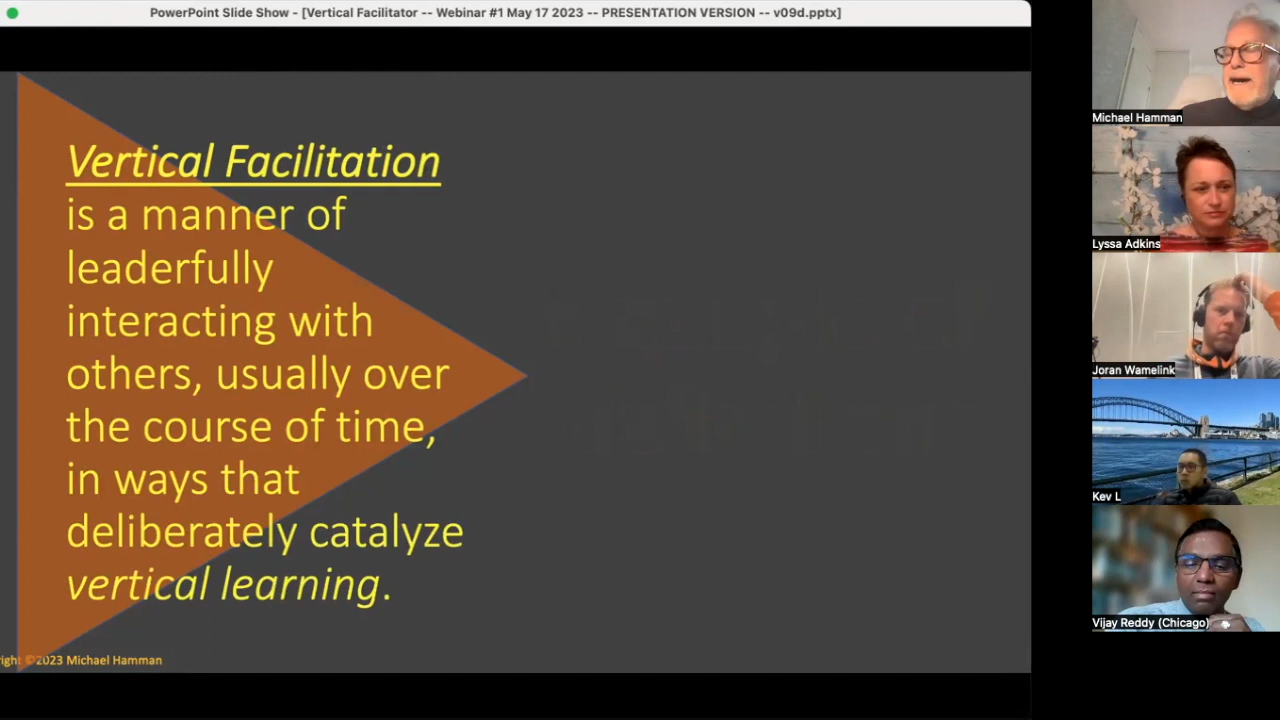 PowerPoint Slide Show - [Vertical Facilitator -- Webinar #1 May 17 2023 -- PRESENTATION VERSION -- v09d.pptx]
Vertical Facilitation
is a manner of
leaderfully
interacting with
others, usually over
the course of time,
in ways that
deliberately catalyze
vertical learning.
©2023 Michael Hamman
Michael Hamman
Lyssa Adkins
Joran Wamelink
Kev L
Vijay Reddy (Chicago)